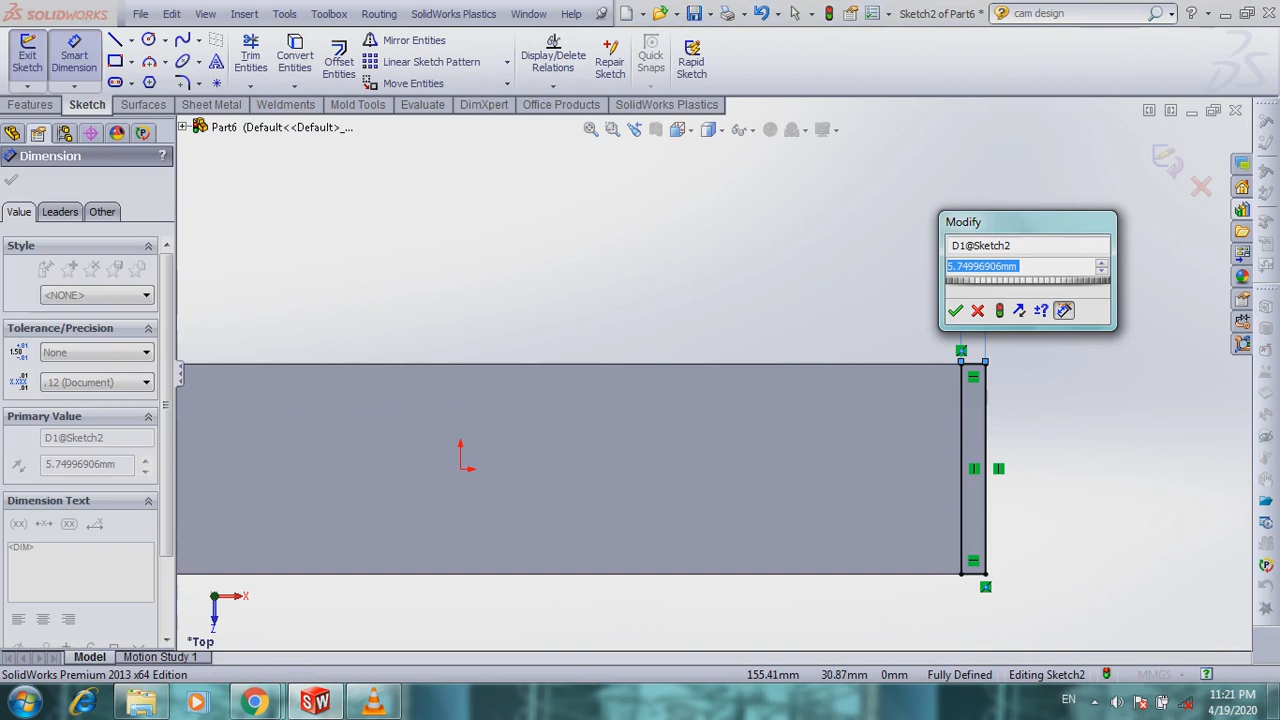 SOLIDWORKS File Edit View Insert Tools Toolbox Routing SolidWorks Plastics Window Help Sketch2 of Part6 * cam design
Exit Sketch
Smart Dimension
Trim Entities
Convert Entities
Offset Entities
Mirror Entities
Linear Sketch Pattern
Move Entities
Display/Delete Relations
Repair Sketch
Quick Snaps
Rapid Sketch
Features Sketch Surfaces Sheet Metal Weldments Mold Tools Evaluate DimXpert Office Products SolidWorks Plastics
Part6 (Default<<Default>_...
Dimension ?
Value Leaders Other
Style
<NONE>
Tolerance/Precision
None
.12 (Document)
Primary Value
D1@Sketch2
5.74996906mm
Dimension Text
<DIM>
Modify
D1@Sketch2
5.74996906mm
X
Z
*Top
Model Motion Study 1
SolidWorks Premium 2013 x64 Edition 155.41mm 30.87mm 0mm Fully Defined Editing Sketch2 MMGS
EN 11:21 PM
4/19/2020